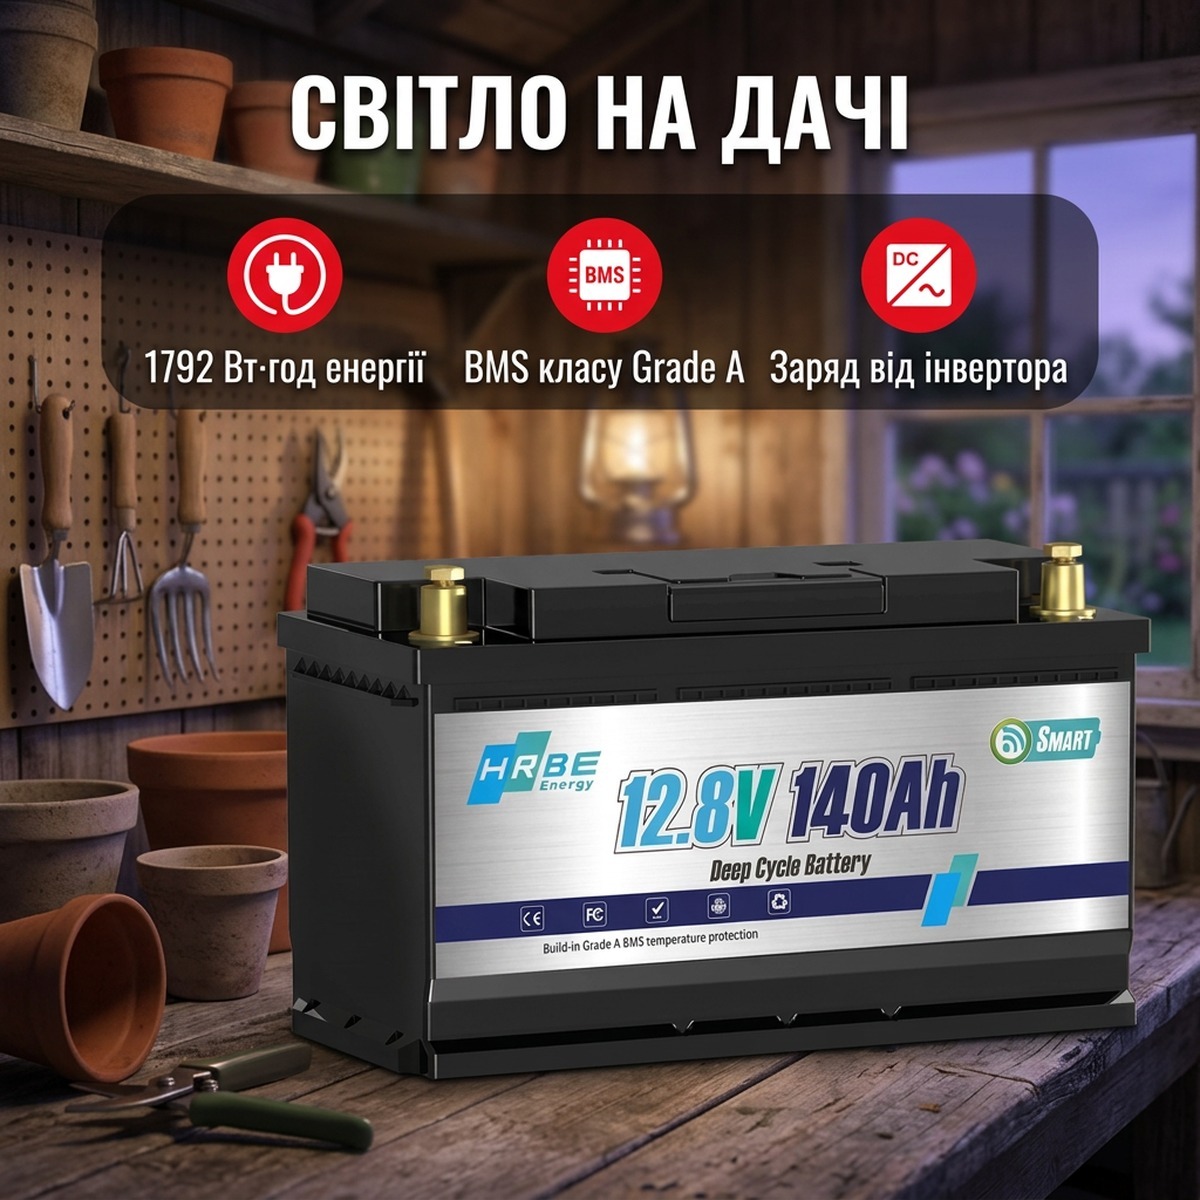 СВІТЛО НА ДАЧІ
BMS
DC
1792 Вт·год енергії
BMS класу Grade A
Заряд від інвертора
HRBE
Energy
SMART
12.8V 140Ah
Deep Cycle Battery
CE
FC
Build-in Grade A BMS temperature protection